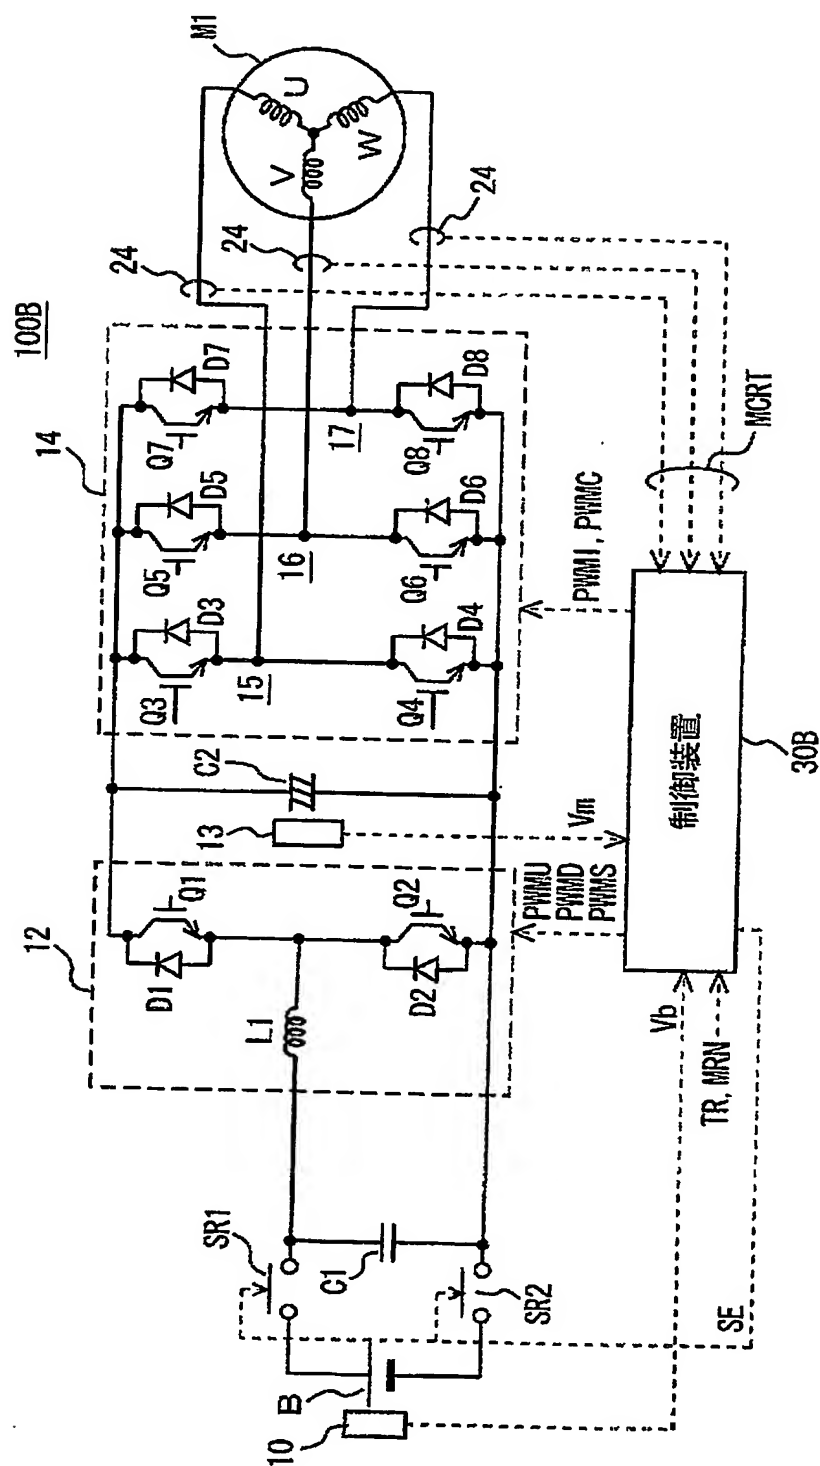 100B
M1
U
V
W
24
24
24
14
12
D7
Q7
D5
Q5
D3
Q3
17
16
15
D8
Q8
D6
Q6
D4
Q4
MCRT
PWMI, PWMC
C2
13
Vm
制御装置
30B
Q1
D1
Q2
D2
L1
PWMU
PWMD
PWMS
Vb
TR, MRN
SR1
C1
SR2
SE
B
10